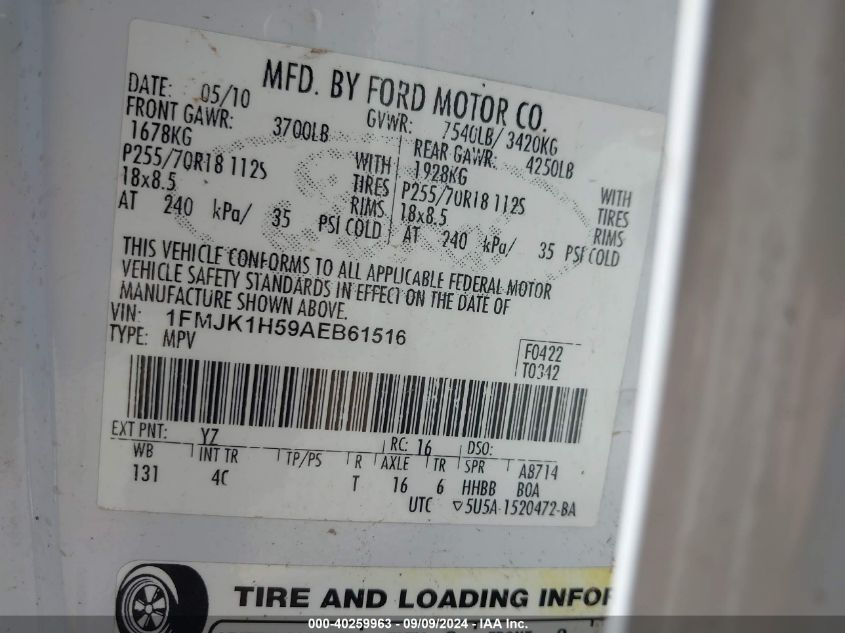 MFD. BY FORD MOTOR CO.
DATE: 05/10 GVWR: 7540LB/ 3420KG
FRONT GAWR: 3700LB REAR GAWR: 4250LB
1678KG WITH 1928KG WITH
P255/70R18 112S TIRES P255/70R18 112S TIRES
18x8.5 RIMS 18x8.5 RIMS
AT 240 kPa/ 35 PSI COLD AT 240 kPa/ 35 PSI COLD
THIS VEHICLE CONFORMS TO ALL APPLICABLE FEDERAL MOTOR
VEHICLE SAFETY STANDARDS IN EFFECT ON THE DATE OF
MANUFACTURE SHOWN ABOVE.
VIN: 1FMJK1H59AEB61516
TYPE: MPV
F0422
T0342
EXT PNT: YZ RC: 16 DSO:
WB INT TR TP/PS R AXLE TR SPR A8714
131 4C T 16 6 HHBB BOA
UTC ▽5U5A-1520472-BA
TIRE AND LOADING INFOR
000-40259963 - 09/09/2024 - IAA Inc.